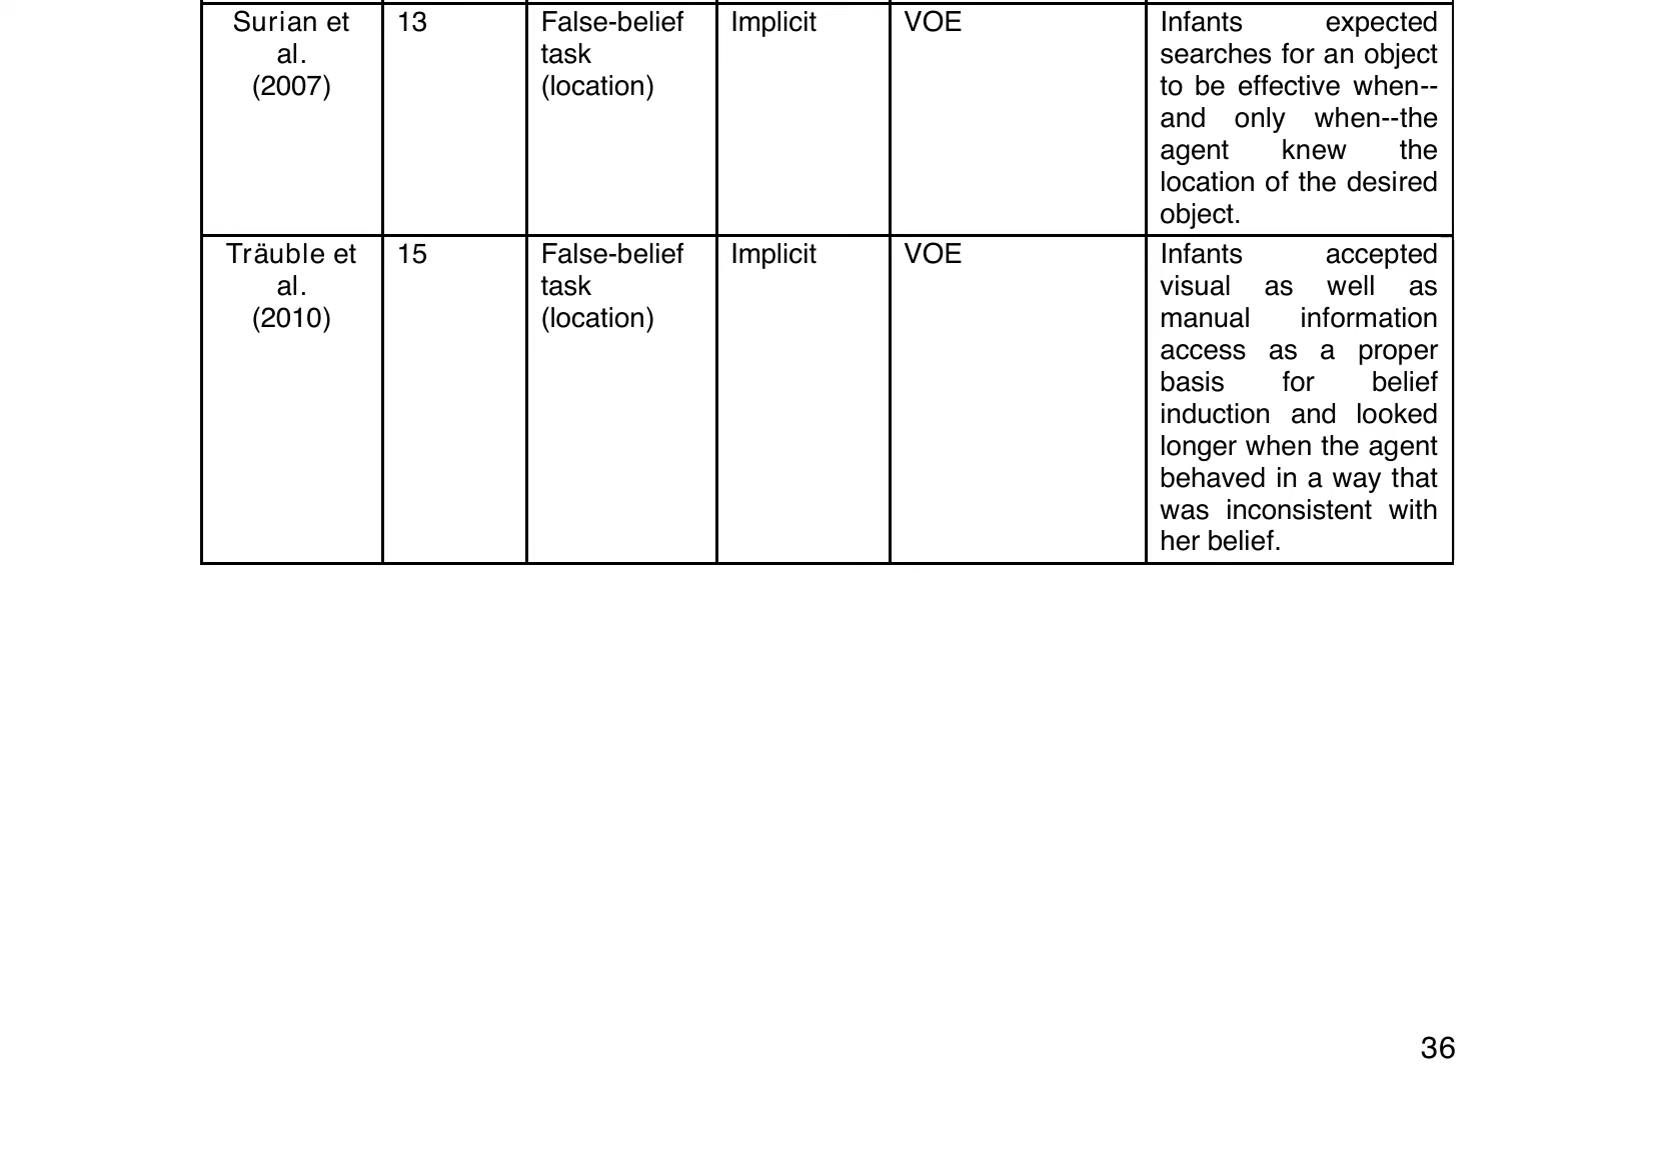 Surian et
al.
(2007)
13
False-belief
task
(location)
Implicit
VOE
Infants expected
searches for an object
to be effective when--
and only when--the
agent knew the
location of the desired
object.
Träuble et
al.
(2010)
15
False-belief
task
(location)
Implicit
VOE
Infants accepted
visual as well as
manual information
access as a proper
basis for belief
induction and looked
longer when the agent
behaved in a way that
was inconsistent with
her belief.
36